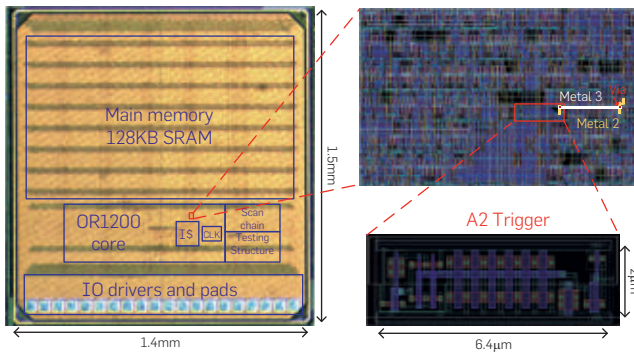 Main memory
128KB SRAM
OR1200
core
I$
CLK
Scan
chain
Testing
Structure
IO drivers and pads
1.4mm
1.5mm
Via
Metal 3
Metal 2
A2 Trigger
2μm
6.4μm